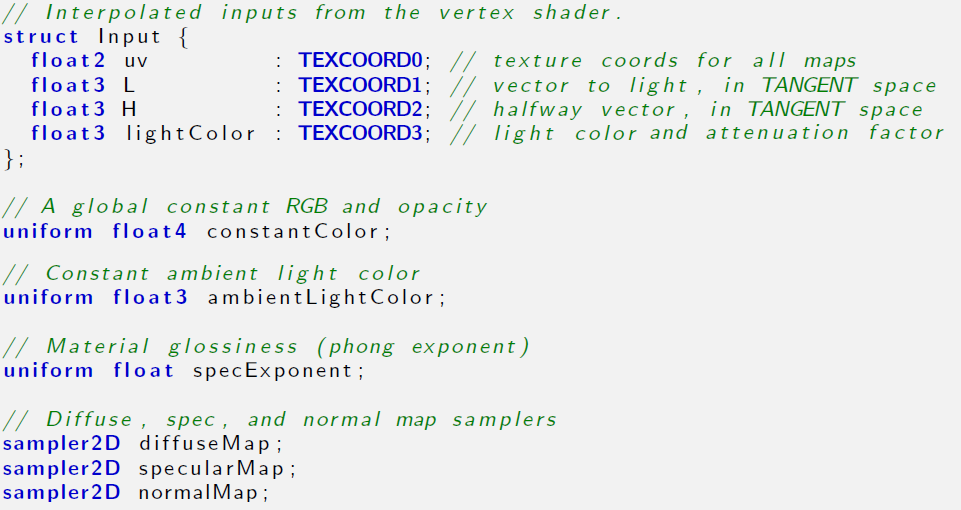 // Interpolated inputs from the vertex shader.
struct Input {
  float2 uv         : TEXCOORD0; // texture coords for all maps
  float3 L          : TEXCOORD1; // vector to light, in TANGENT space
  float3 H          : TEXCOORD2; // halfway vector, in TANGENT space
  float3 lightColor : TEXCOORD3; // light color and attenuation factor
};

// A global constant RGB and opacity
uniform float4 constantColor;

// Constant ambient light color
uniform float3 ambientLightColor;

// Material glossiness (phong exponent)
uniform float specExponent;

// Diffuse, spec, and normal map samplers
sampler2D diffuseMap;
sampler2D specularMap;
sampler2D normalMap;